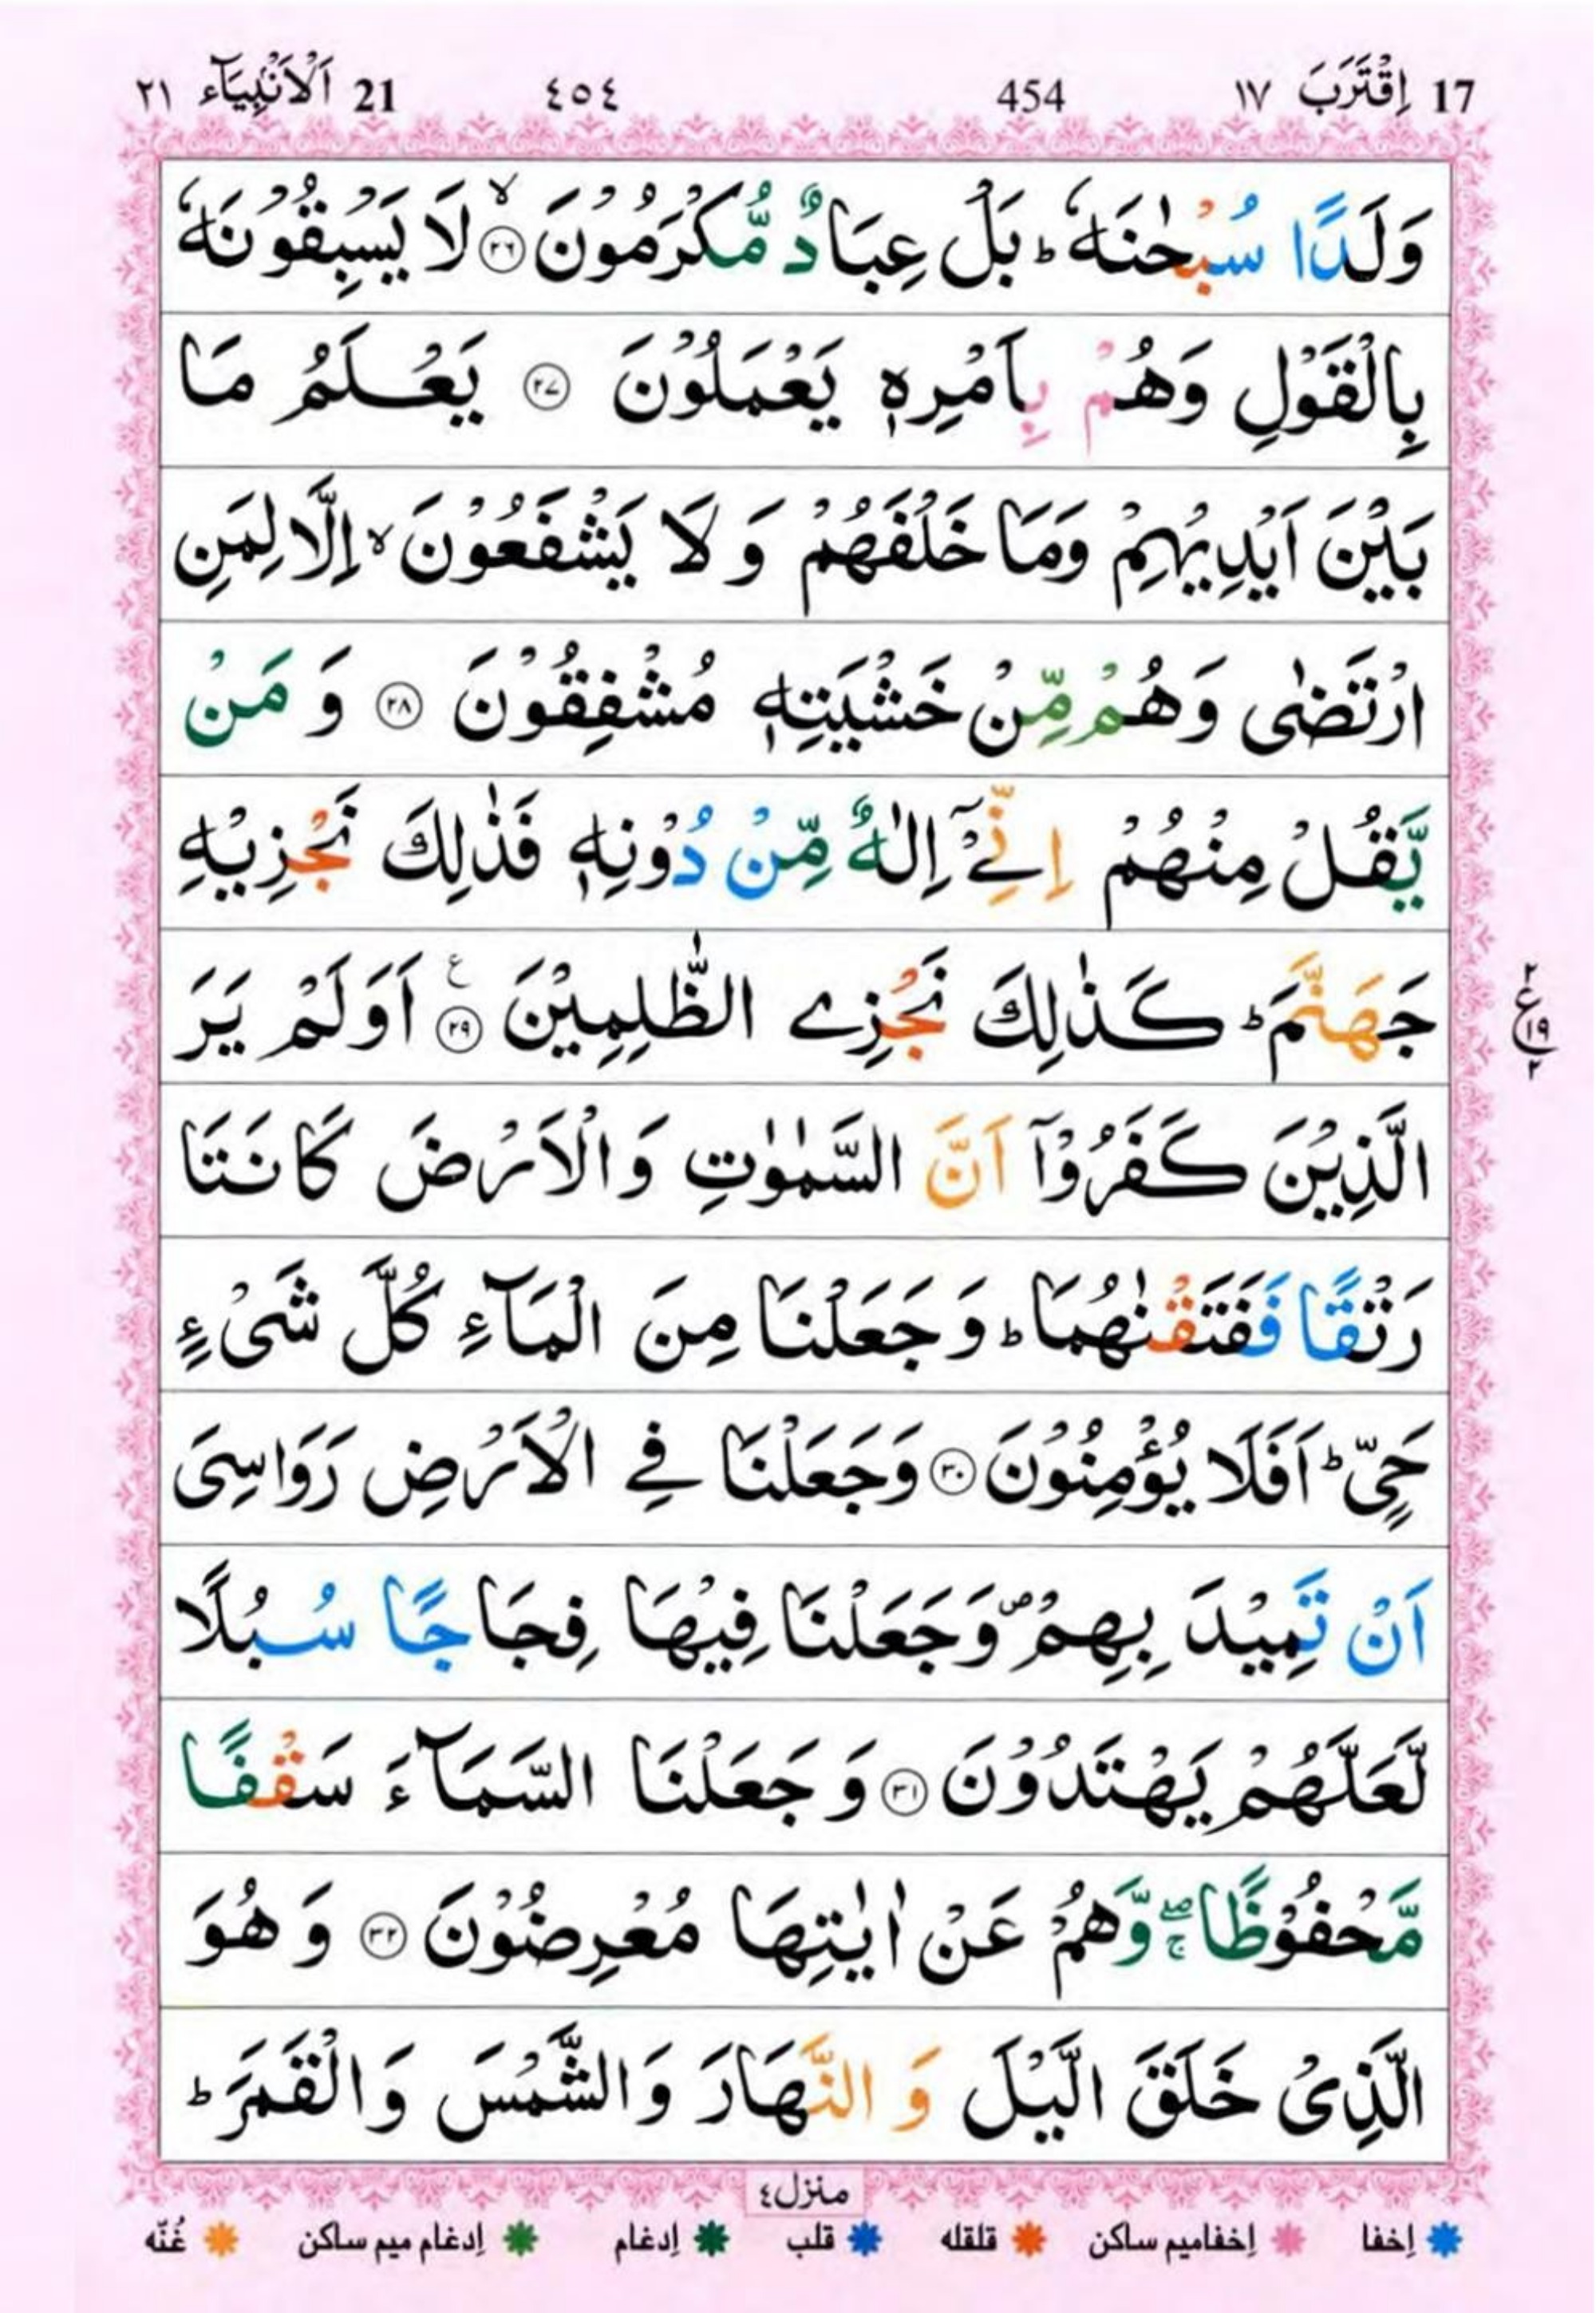 17 اِقْتَرَبَ ١٧ 454 ٤٥٤ 21 اَلْاَنْۢبِيَآء ٢١
وَلَدًا سُبْحٰنَهٗ ؕ بَلْ عِبَادٌ مُّكْرَمُوْنَ ۙ‏﴿۲۶﴾ لَا يَسْبِقُوْنَهٗ
بِالْقَوْلِ وَهُمْ بِاَمْرِهٖ يَعْمَلُوْنَ ﴿۲۷﴾ يَعْلَمُ مَا
بَيْنَ اَيْدِيْهِمْ وَمَا خَلْفَهُمْ وَ لَا يَشْفَعُوْنَ ۙ اِلَّا لِمَنِ
ارْتَضٰى وَهُمْ مِّنْ خَشْيَتِهٖ مُشْفِقُوْنَ ﴿۲۸﴾ وَ مَنْ
يَّقُلْ مِنْهُمْ اِنِّىْۤ اِلٰهٌ مِّنْ دُوْنِهٖ فَذٰلِكَ نَجْزِيْهِ
جَهَنَّمَ ؕ كَذٰلِكَ نَجْزِے الظّٰلِمِيْنَ ﴿۲۹﴾ ع اَوَلَمْ يَرَ
٢ ع ١٩ ٢
الَّذِيْنَ كَفَرُوْۤا اَنَّ السَّمٰوٰتِ وَالْاَرْضَ كَانَتَا
رَتْقًا فَفَتَقْنٰهُمَا ؕ وَ جَعَلْنَا مِنَ الْمَآءِ كُلَّ شَىْءٍ
حَىٍّ ؕ اَفَلَا يُؤْمِنُوْنَ ﴿۳۰﴾ وَجَعَلْنَا فِے الْاَرْضِ رَوَاسِىَ
اَنْ تَمِيْدَ بِهِمْ ۪ وَجَعَلْنَا فِيْهَا فِجَاجًا سُبُلًا
لَّعَلَّهُمْ يَهْتَدُوْنَ ﴿۳۱﴾ وَ جَعَلْنَا السَّمَآءَ سَقْفًا
مَّحْفُوْظًا ۖۚ وَّهُمْ عَنْ اٰيٰتِهَا مُعْرِضُوْنَ ﴿۳۲﴾ وَ هُوَ
الَّذِىْ خَلَقَ الَّيْلَ وَ النَّهَارَ وَالشَّمْسَ وَالْقَمَرَ ؕ
منزل٤
اِخفا اِخفامیم ساکن قلقله قلب اِدغام اِدغام میم ساکن غُنّه